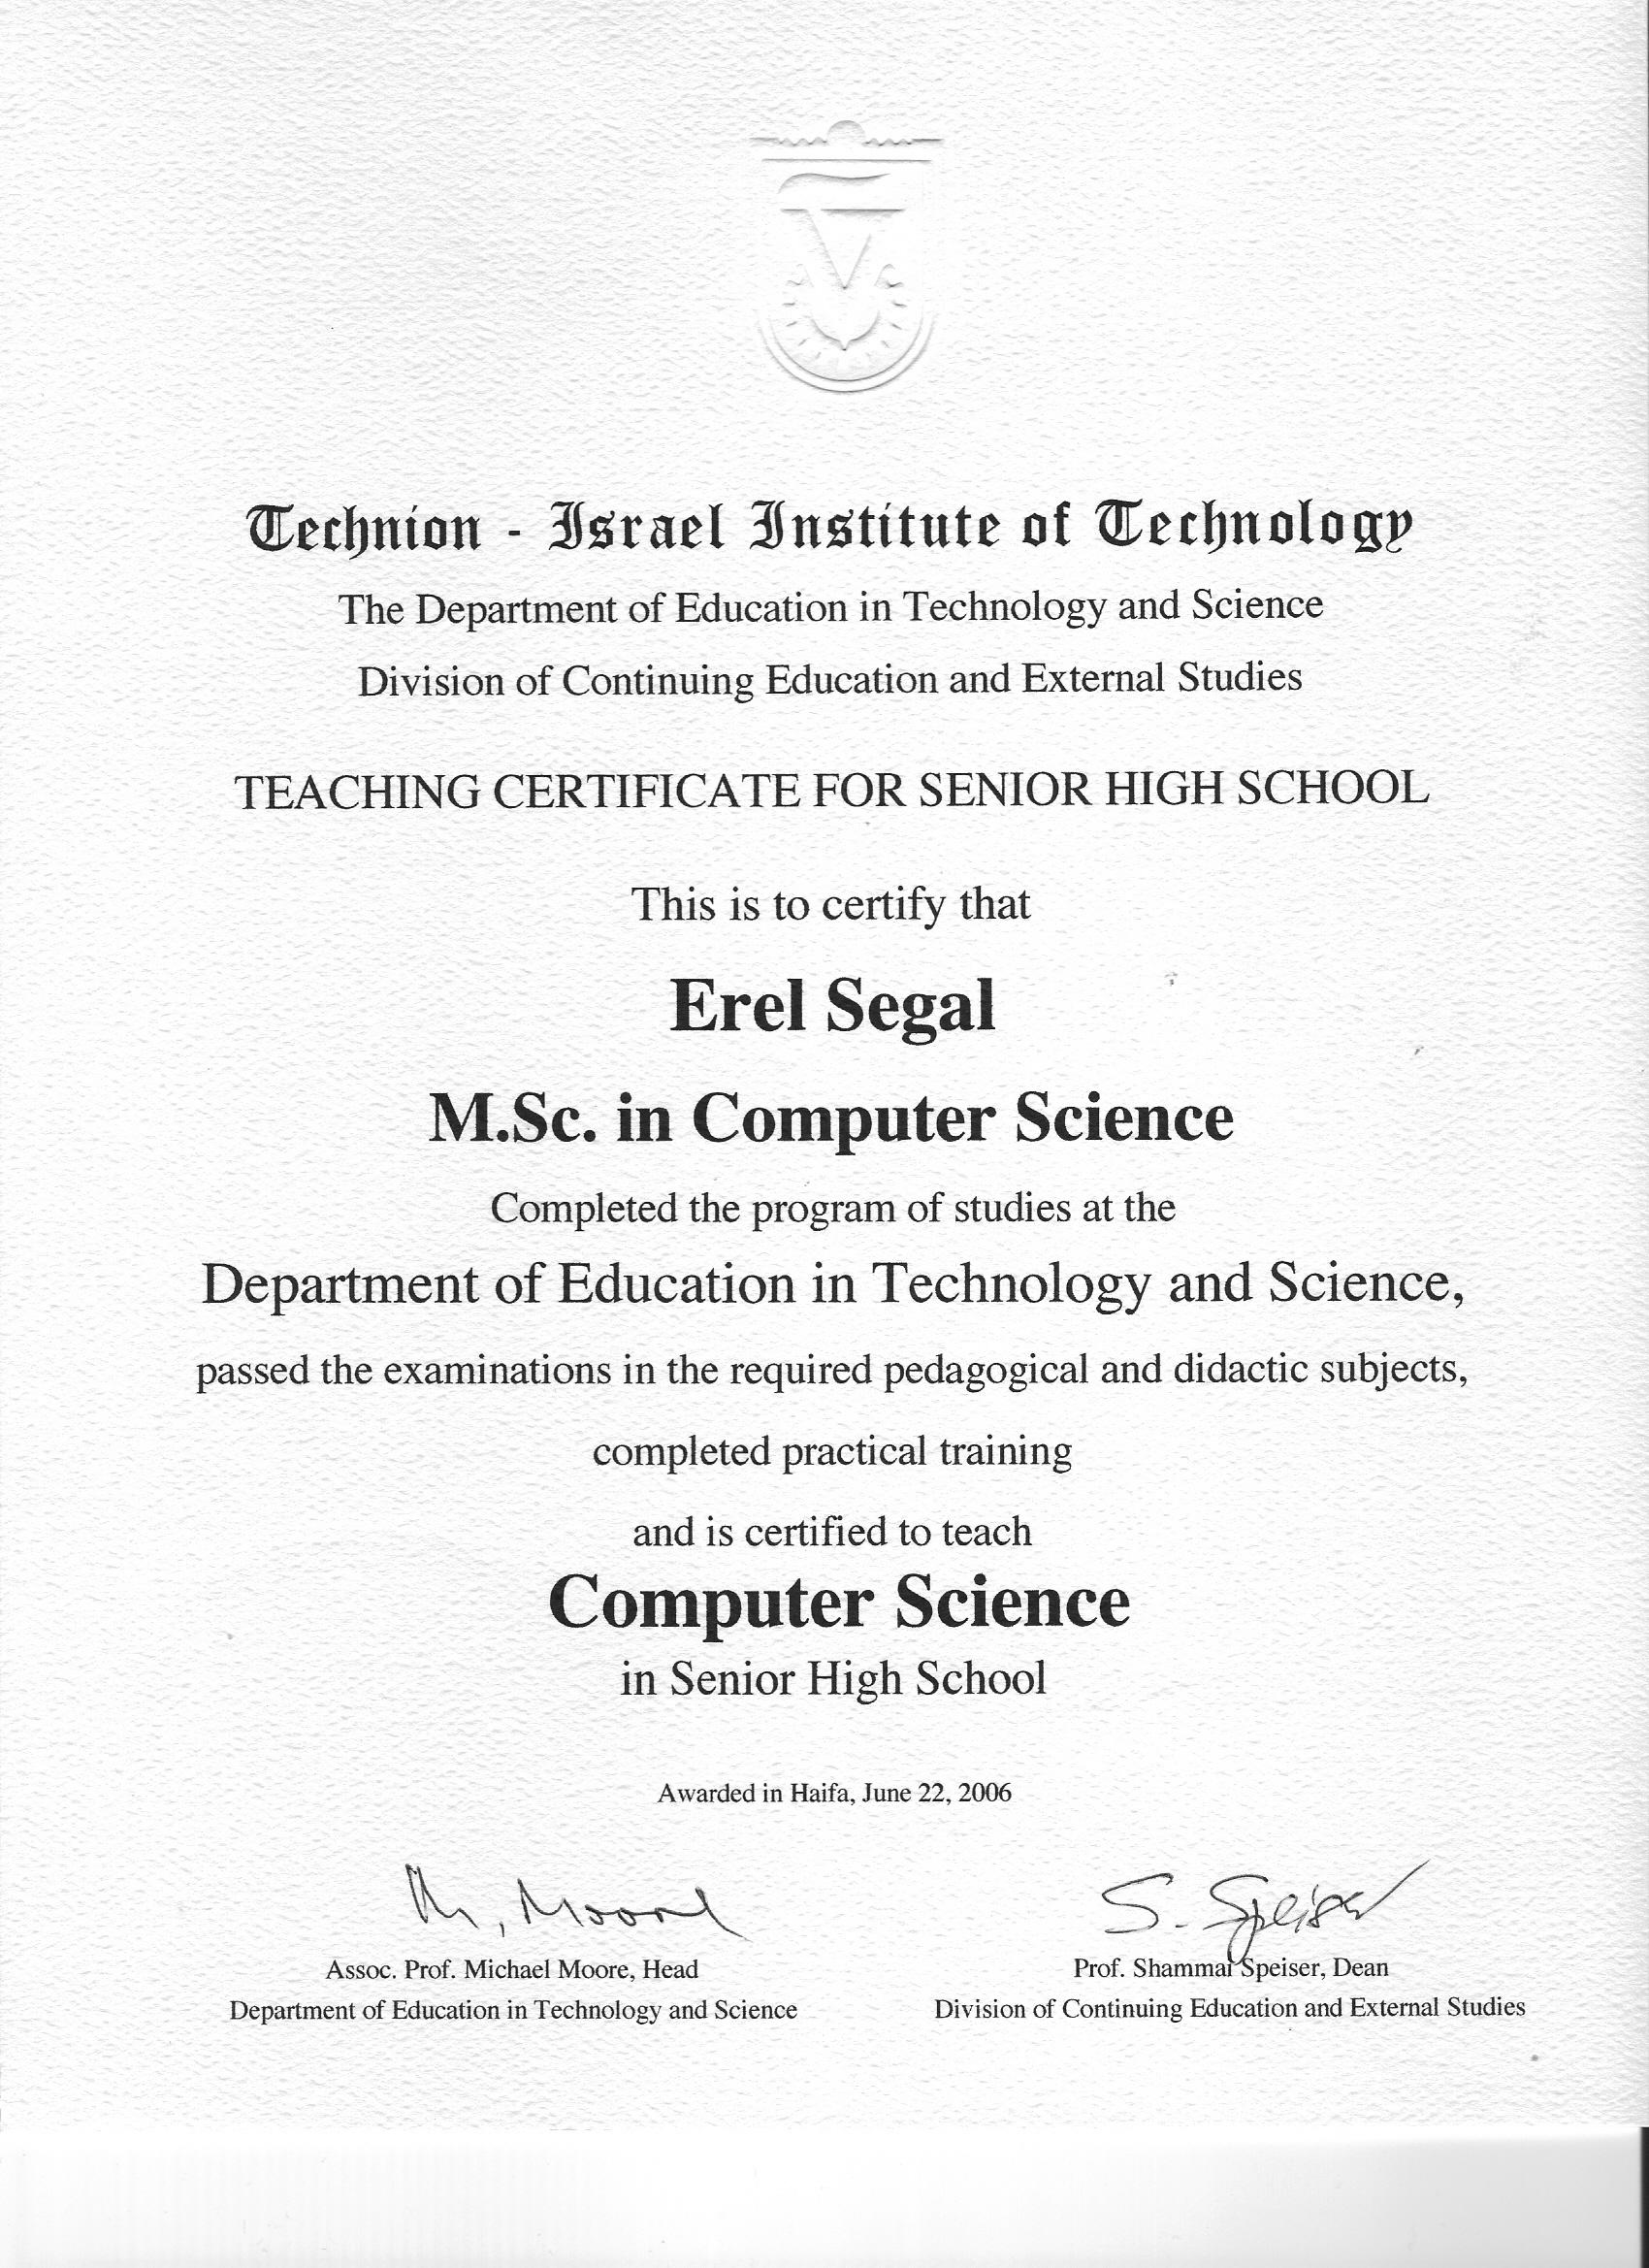 Technion - Israel Institute of Technology
The Department of Education in Technology and Science
Division of Continuing Education and External Studies
TEACHING CERTIFICATE FOR SENIOR HIGH SCHOOL
This is to certify that
Erel Segal
M.Sc. in Computer Science
Completed the program of studies at the
Department of Education in Technology and Science,
passed the examinations in the required pedagogical and didactic subjects,
completed practical training
and is certified to teach
Computer Science
in Senior High School
Awarded in Haifa, June 22, 2006
M. Moore
S. Speiser
Assoc. Prof. Michael Moore, Head
Prof. Shammai Speiser, Dean
Department of Education in Technology and Science
Division of Continuing Education and External Studies